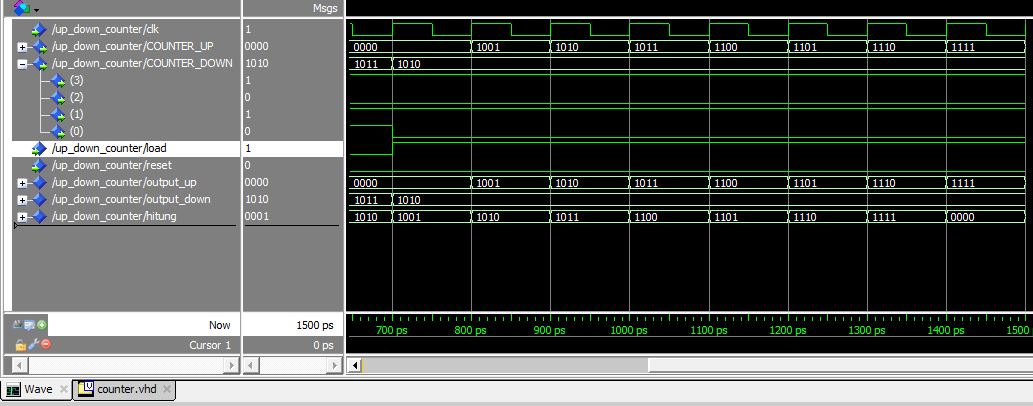 Msgs
/up_down_counter/clk 1
/up_down_counter/COUNTER_UP 0000 0000 1001 1010 1011 1100 1101 1110 1111
/up_down_counter/COUNTER_DOWN 1010 1011 1010
(3) 1
(2) 0
(1) 1
(0) 0
/up_down_counter/load 1
/up_down_counter/reset 0
/up_down_counter/output_up 0000 0000 1001 1010 1011 1100 1101 1110 1111
/up_down_counter/output_down 1010 1011 1010
/up_down_counter/hitung 0001 1010 1001 1010 1011 1100 1101 1110 1111 0000
Now 1500 ps 700 ps 800 ps 900 ps 1000 ps 1100 ps 1200 ps 1300 ps 1400 ps 1500
Cursor 1 0 ps
Wave counter.vhd